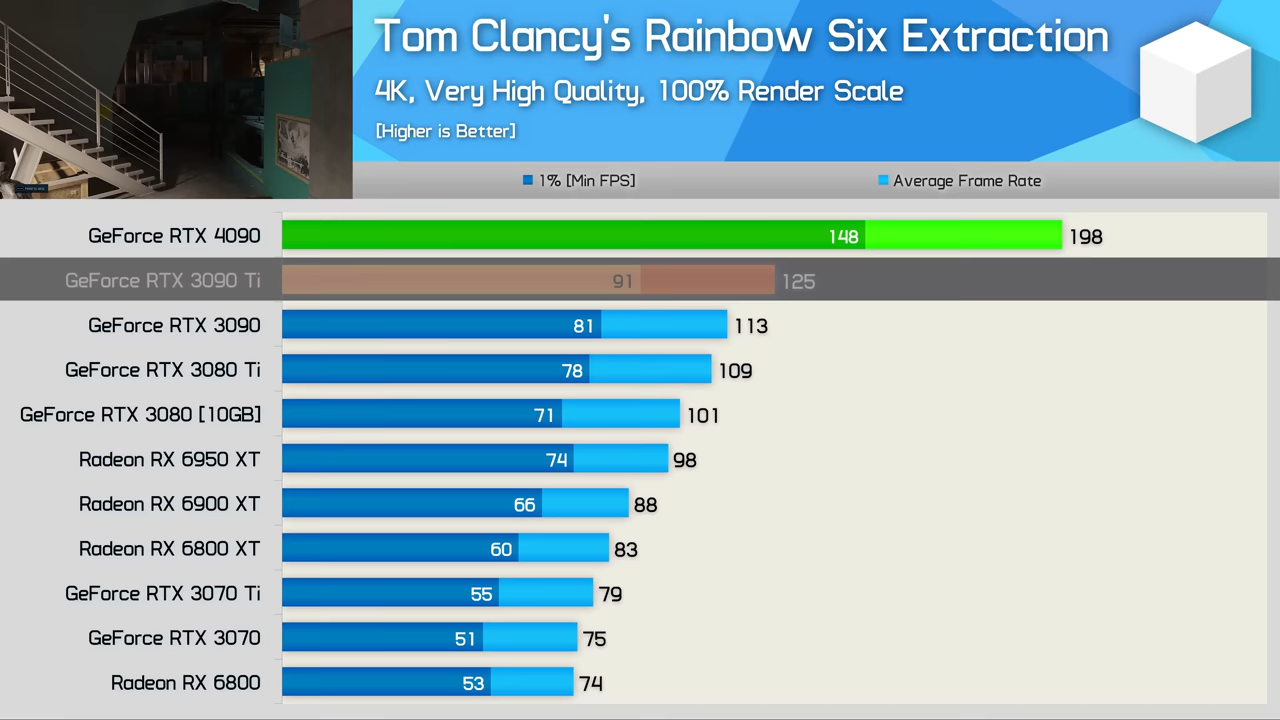 Tom Clancy's Rainbow Six Extraction
4K, Very High Quality, 100% Render Scale
[Higher is Better]
1% [Min FPS] Average Frame Rate
GeForce RTX 4090 148 198
GeForce RTX 3090 Ti 91 125
GeForce RTX 3090 81 113
GeForce RTX 3080 Ti 78 109
GeForce RTX 3080 [10GB] 71 101
Radeon RX 6950 XT 74 98
Radeon RX 6900 XT 66 88
Radeon RX 6800 XT 60 83
GeForce RTX 3070 Ti 55 79
GeForce RTX 3070 51 75
Radeon RX 6800 53 74